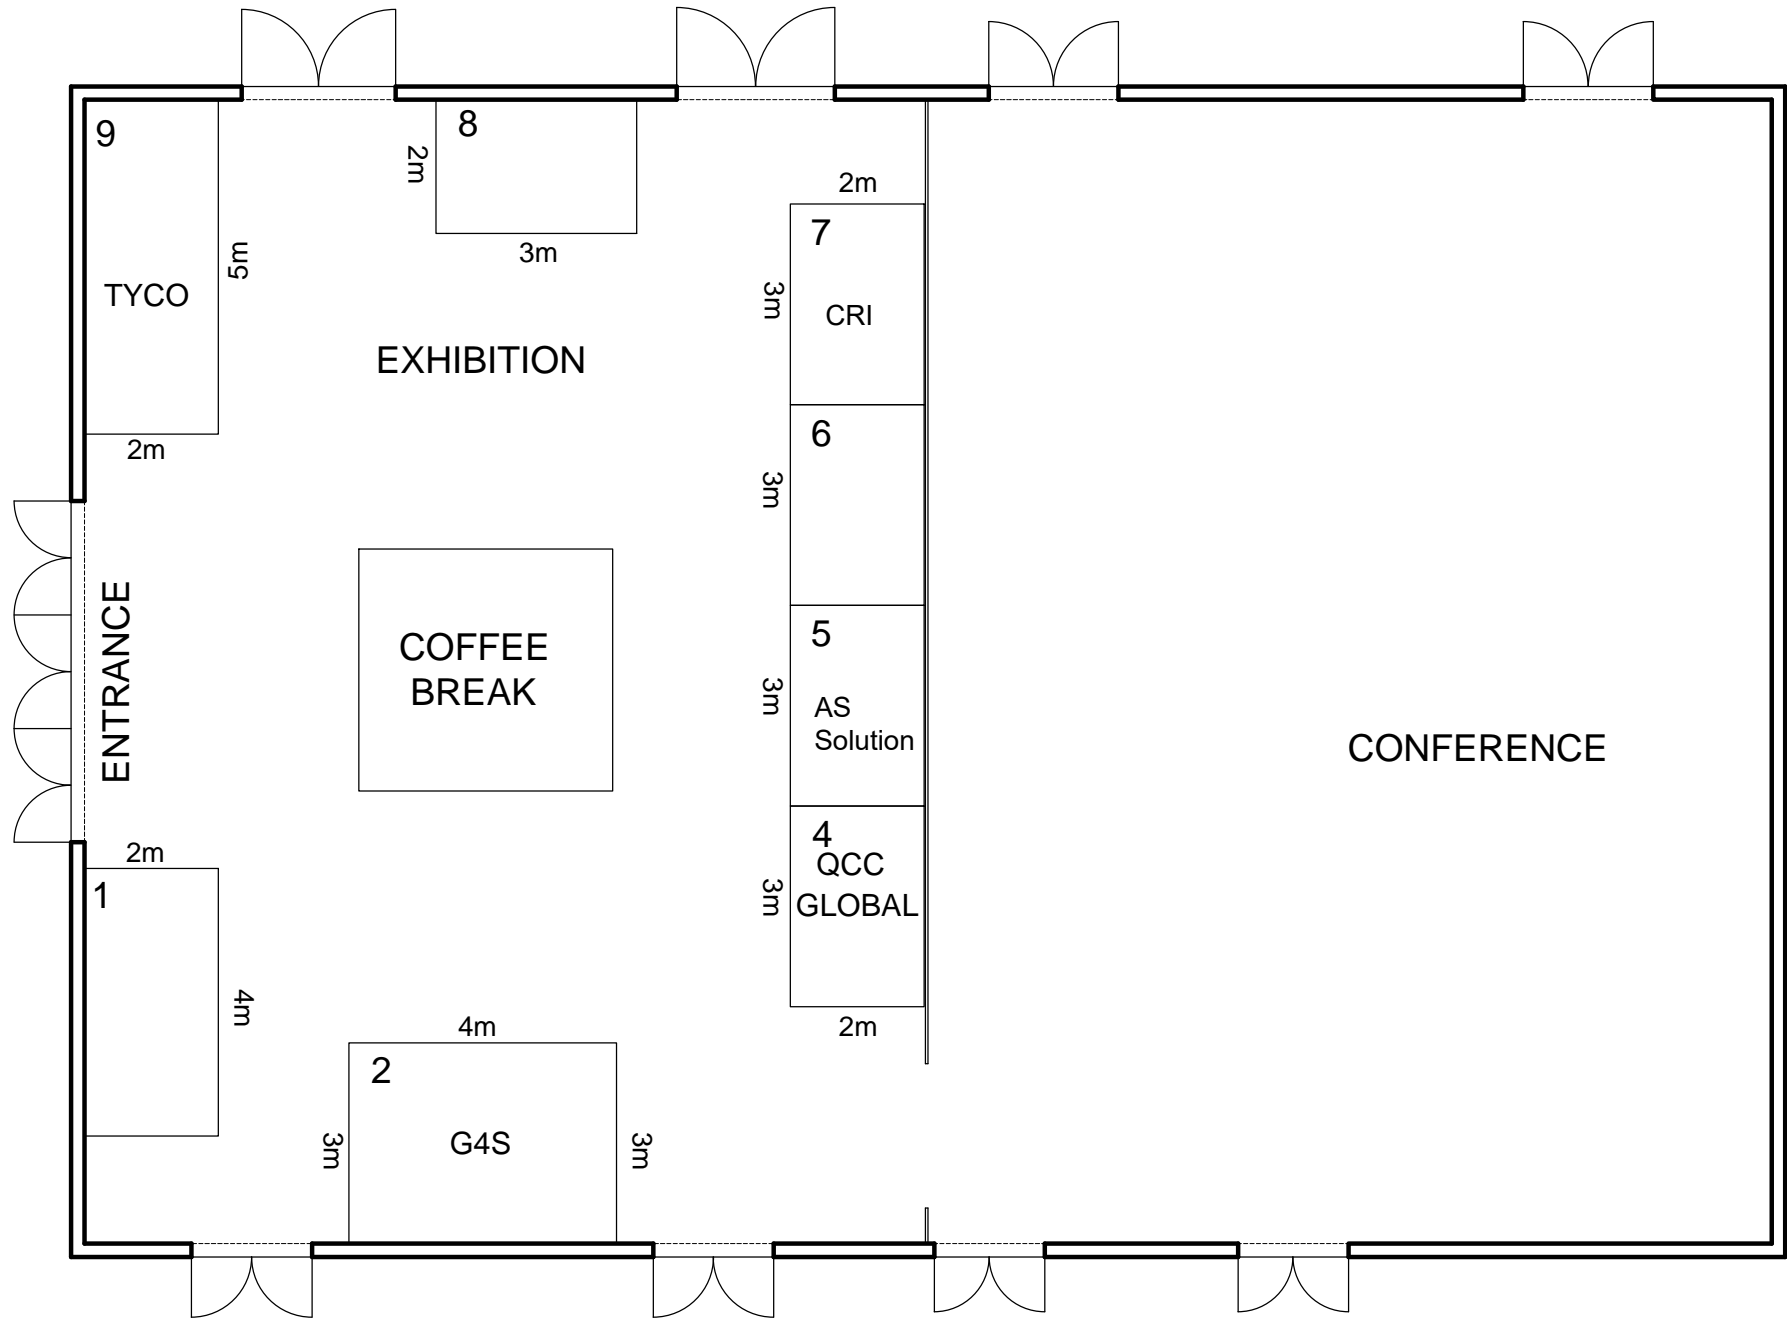 9
TYCO
5m
2m
8
2m
3m
EXHIBITION
2m
7
CRI
3m
6
3m
5
AS
Solution
3m
4
QCC
GLOBAL
3m
2m
ENTRANCE
COFFEE
BREAK
CONFERENCE
2m
1
4m
4m
2
G4S
3m
3m